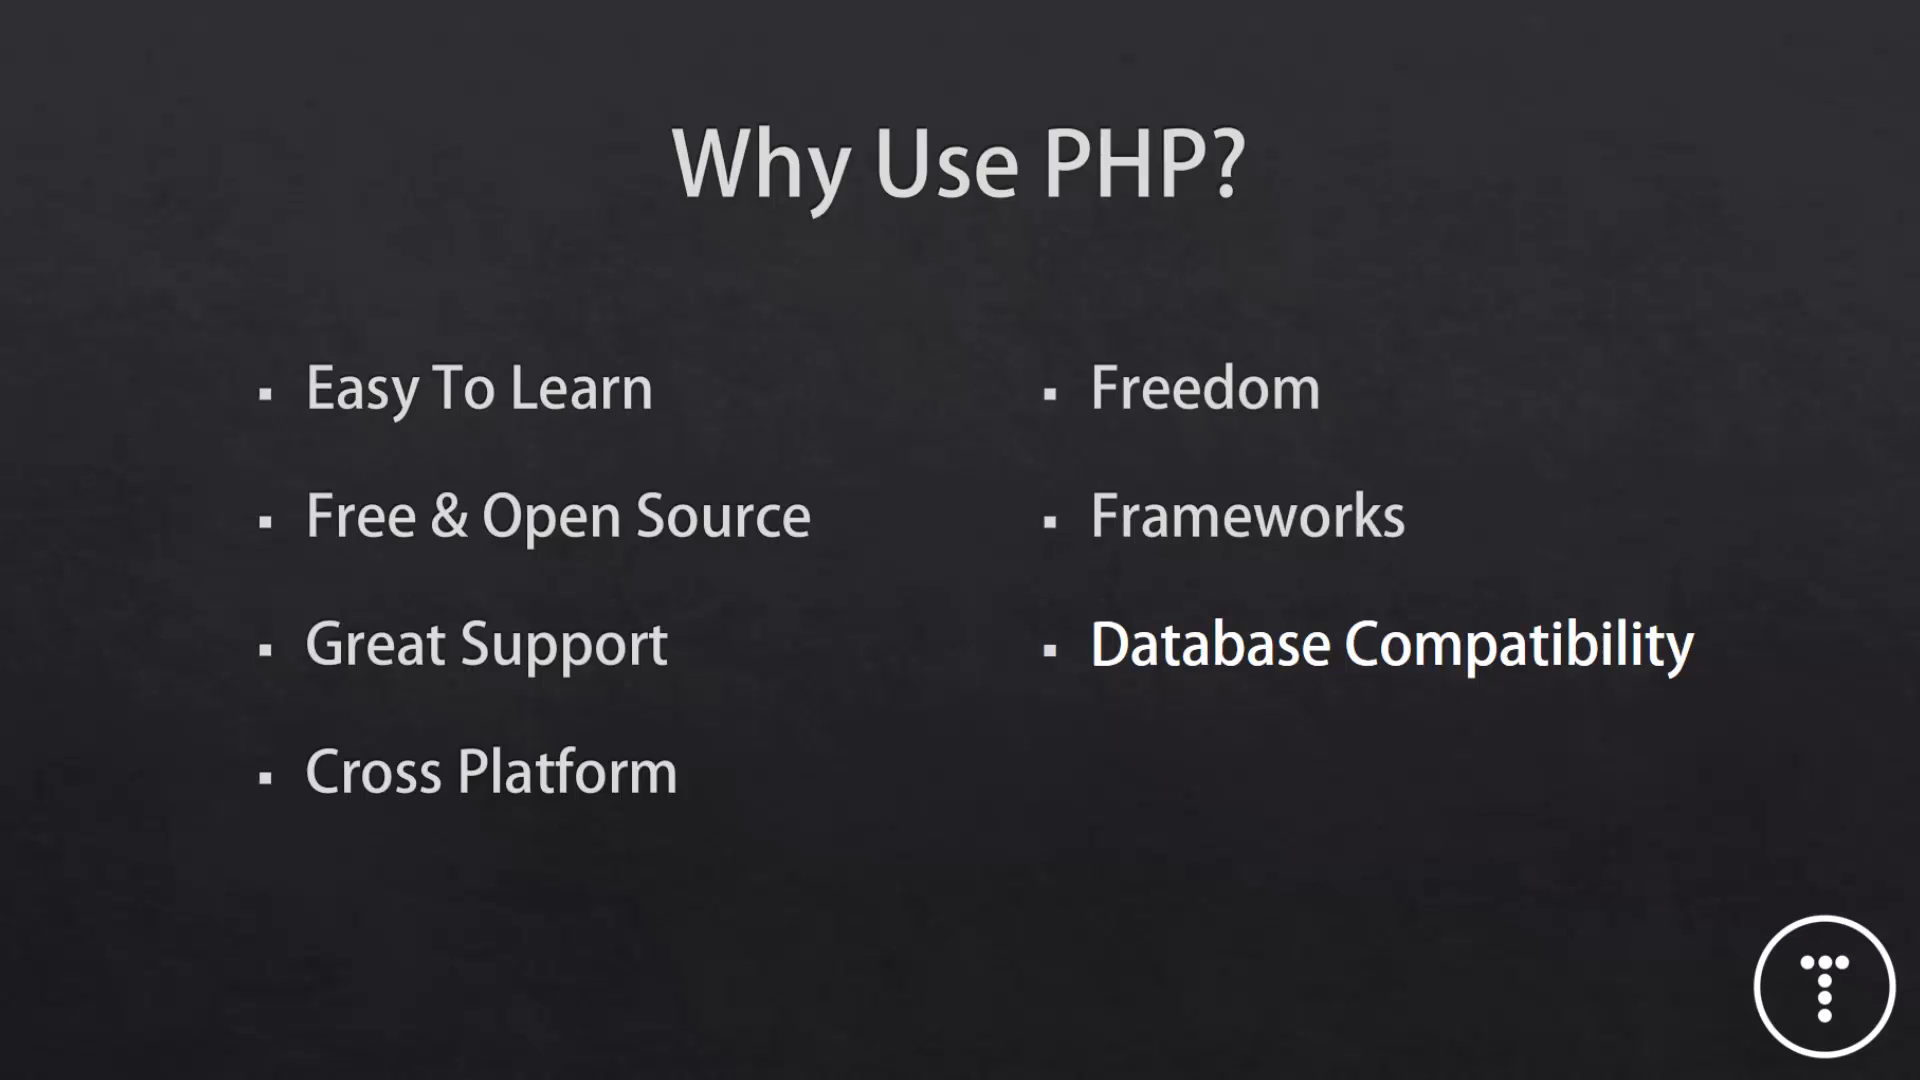 Why Use PHP?
▪ Easy To Learn
▪ Free & Open Source
▪ Great Support
▪ Cross Platform
▪ Freedom
▪ Frameworks
▪ Database Compatibility
T